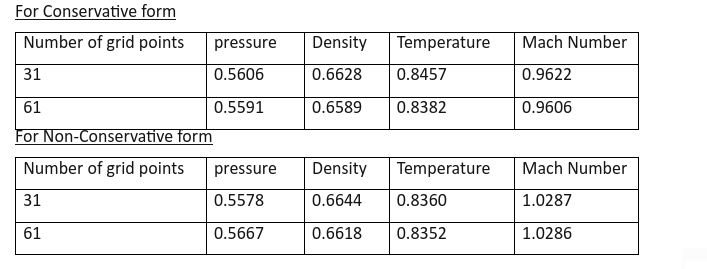 For Conservative form
Number of grid points pressure Density Temperature Mach Number
31 0.5606 0.6628 0.8457 0.9622
61 0.5591 0.6589 0.8382 0.9606
For Non-Conservative form
Number of grid points pressure Density Temperature Mach Number
31 0.5578 0.6644 0.8360 1.0287
61 0.5667 0.6618 0.8352 1.0286